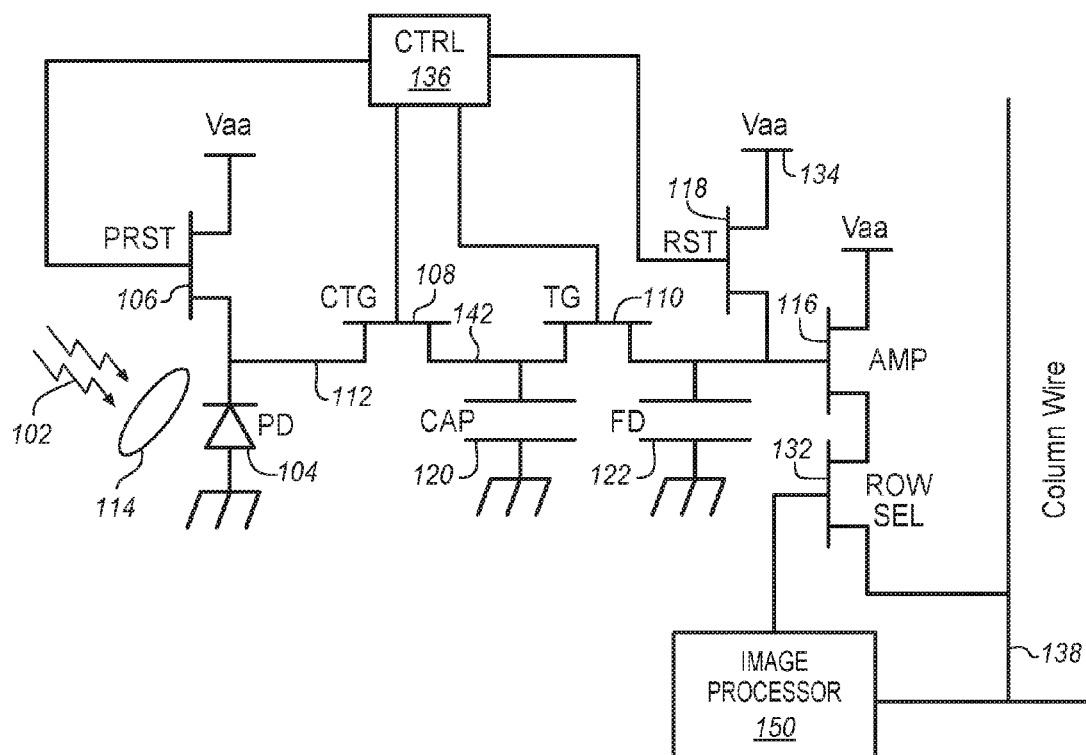 CTRL
136
Vaa
Vaa
134
118
PRST
RST
Vaa
106
CTG
108
TG
110
116
142
AMP
112
102
PD
CAP
FD
132
104
120
122
ROW
SEL
114
Column Wire
138
IMAGE
PROCESSOR
150